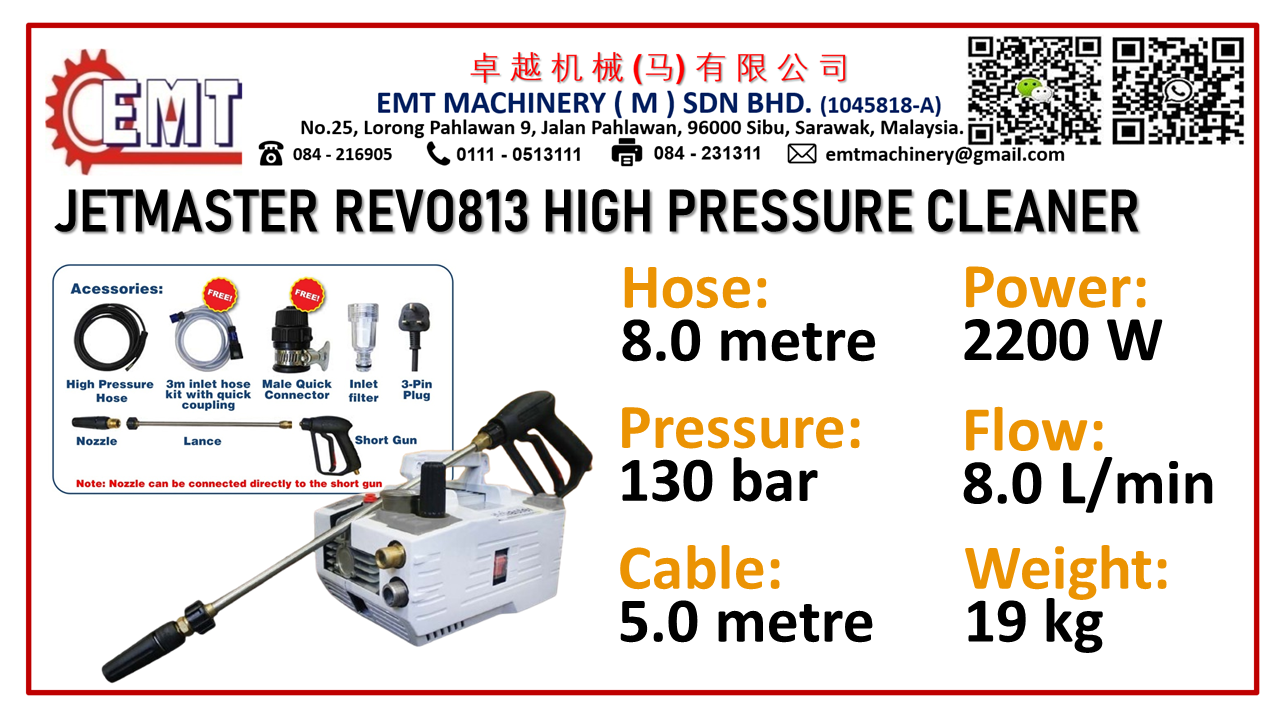 EMT
卓越机械(马)有限公司
EMT MACHINERY ( M ) SDN BHD. (1045818-A)
No.25, Lorong Pahlawan 9, Jalan Pahlawan, 96000 Sibu, Sarawak, Malaysia.
084 - 216905 0111 - 0513111 084 - 231311 emtmachinery@gmail.com
JETMASTER REVO813 HIGH PRESSURE CLEANER
Acessories:
FREE!
FREE!
High Pressure
Hose
3m inlet hose
kit with quick
coupling
Male Quick
Connector
Inlet
filter
3-Pin
Plug
Nozzle
Lance
Short Gun
Note: Nozzle can be connected directly to the short gun
Hose:
8.0 metre
Power:
2200 W
Pressure:
130 bar
Flow:
8.0 L/min
Cable:
5.0 metre
Weight:
19 kg